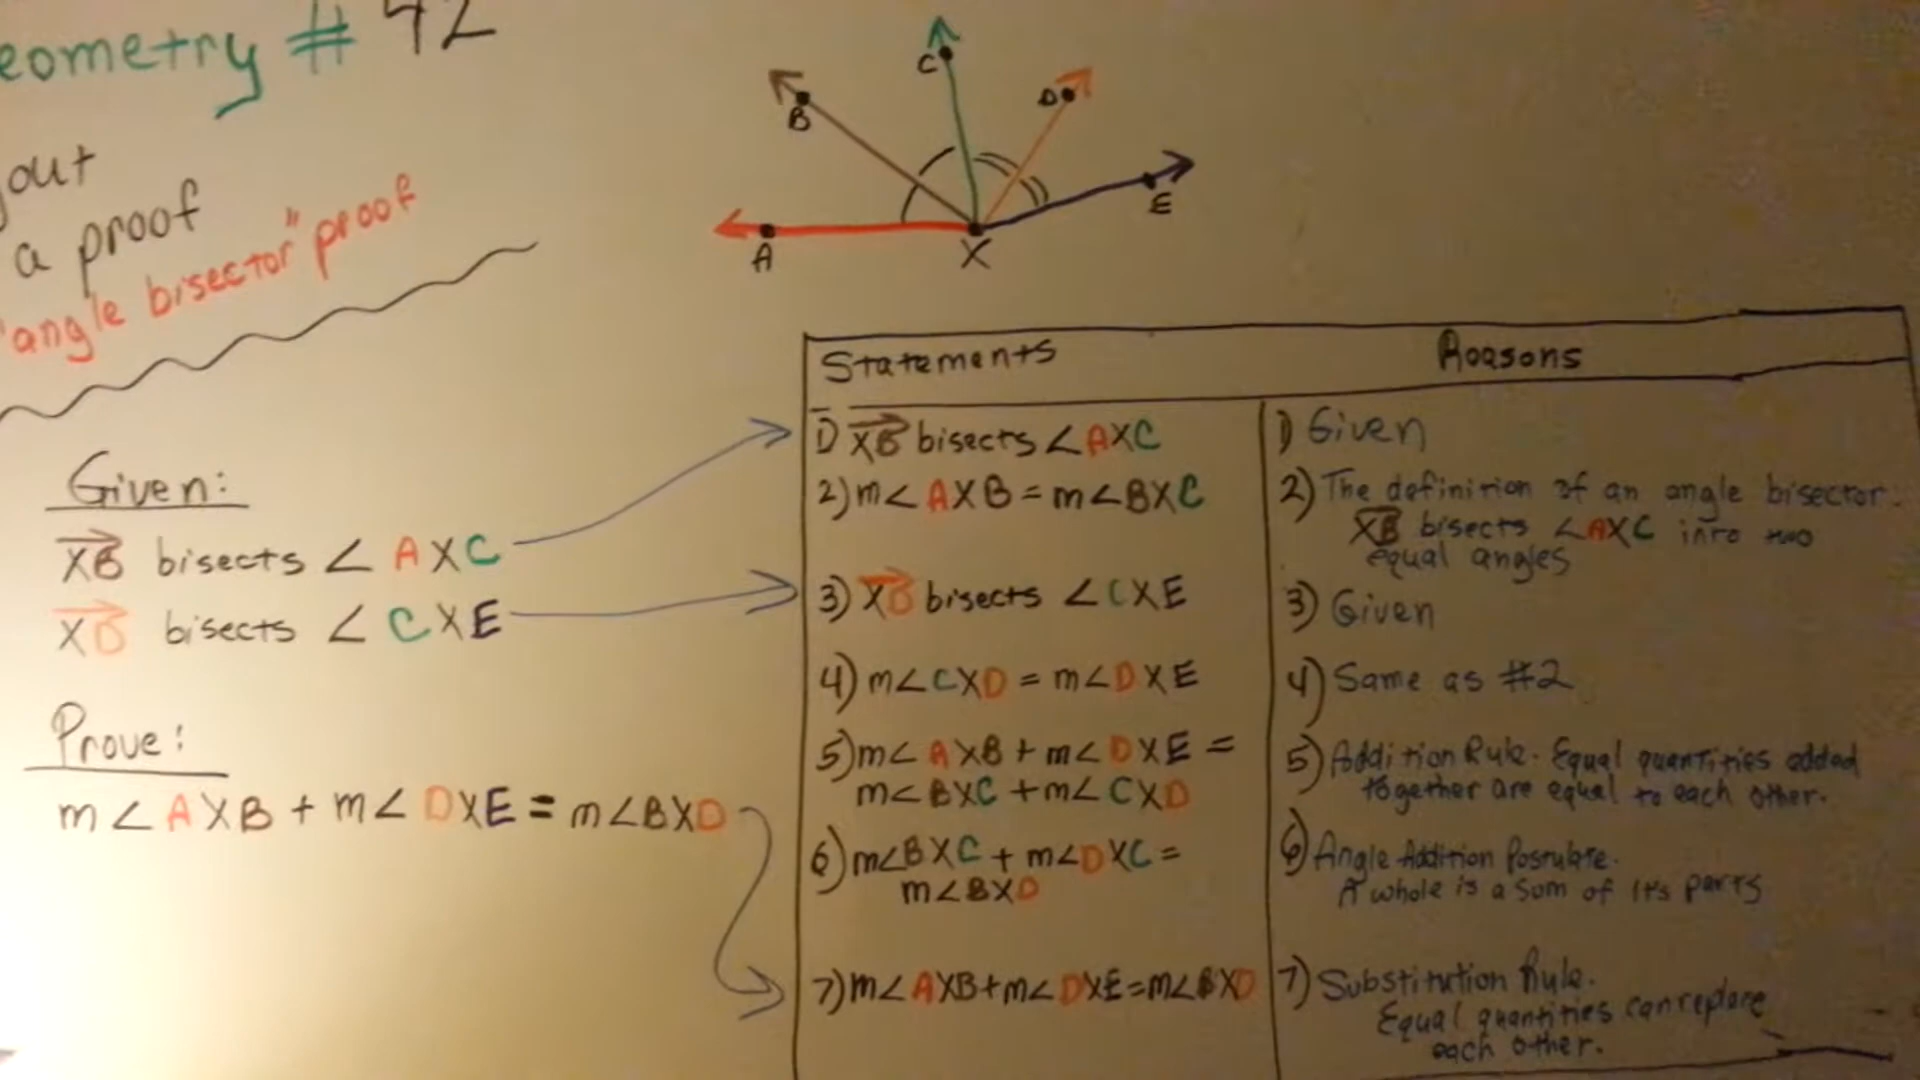 eometry # 42
out
a proof
"angle bisector" proof
C
B
D
E
A
X
Statements
Reasons
Given:
XB bisects ∠ AXC
XD bisects ∠ CXE
Prove:
m∠AXB + m∠DXE = m∠BXD
1) XB bisects ∠AXC
2) m∠AXB = m∠BXC
3) XD bisects ∠CXE
4) m∠CXD = m∠DXE
5) m∠AXB + m∠DXE =
m∠BXC + m∠CXD
6) m∠BXC + m∠DXC =
m∠BXD
7) m∠AXB + m∠DXE = m∠BXD
1) Given
2) The definition of an angle bisector.
XB bisects ∠AXC into two
equal angles
3) Given
4) Same as #2
5) Addition Rule. Equal quantities added
together are equal to each other.
6) Angle Addition Postulate.
A whole is a sum of it's parts
7) Substitution Rule.
Equal quantities can replace
each other.